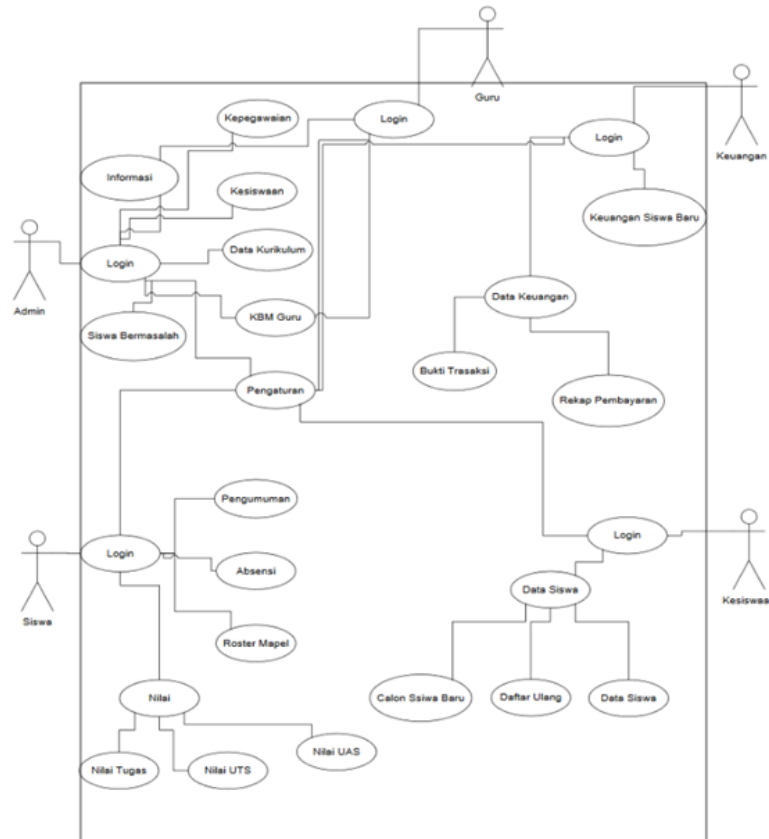 Guru
Kepegawaian
Login
Login
Keuangan
Informasi
Kesiswaan
Keuangan Siswa Baru
Data Kurikulum
Login
Admin
Data Keuangan
KBM Guru
Siswa Bermasalah
Bukti Trasaksi
Pengaturan
Rekap Pembayaran
Pengumuman
Login
Login
Absensi
Siswa
Data Siswa
Kesiswaa
Roster Mapel
Nilai
Calon Ssiwa Baru
Daftar Ulang
Data Siswa
Nilai UAS
Nilai Tugas
Nilai UTS